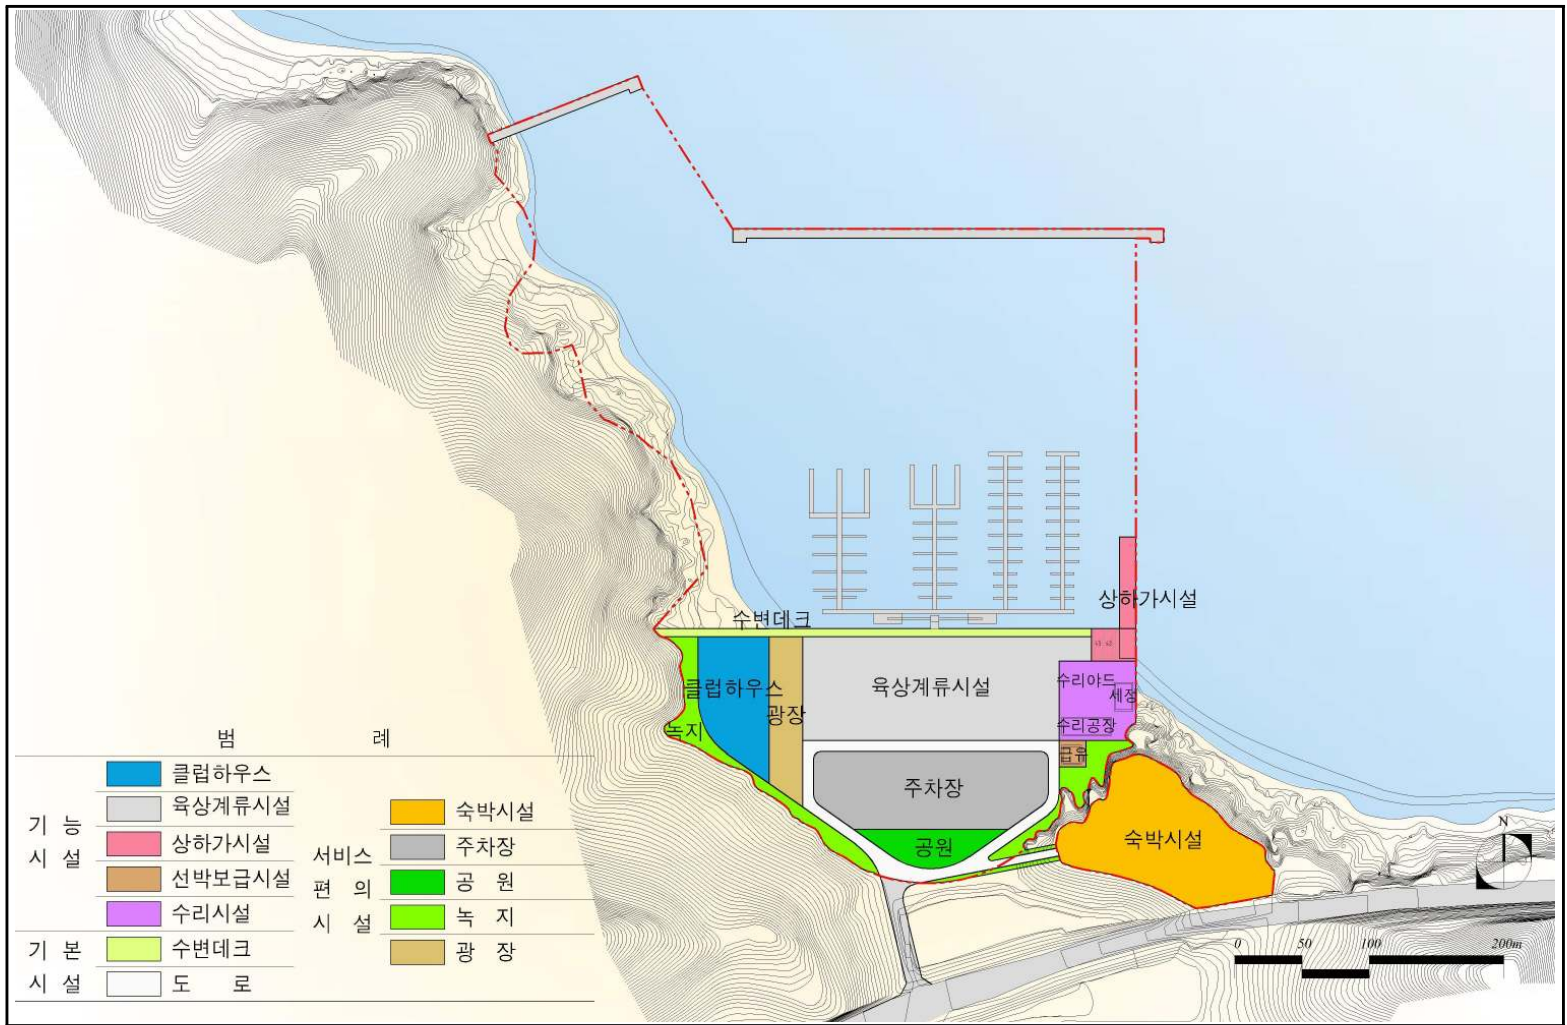 상하가시설
수변데크
클럽하우스
광장
육상계류시설
수리야드
세정
수리공장
녹지
급유
주차장
공원
숙박시설
범 례
기 능
시 설
클럽하우스
육상계류시설
상하가시설
선박보급시설
수리시설
기 본
시 설
수변데크
도 로
서비스
편 의
시 설
숙박시설
주차장
공 원
녹 지
광 장
N
0 50 100 200m